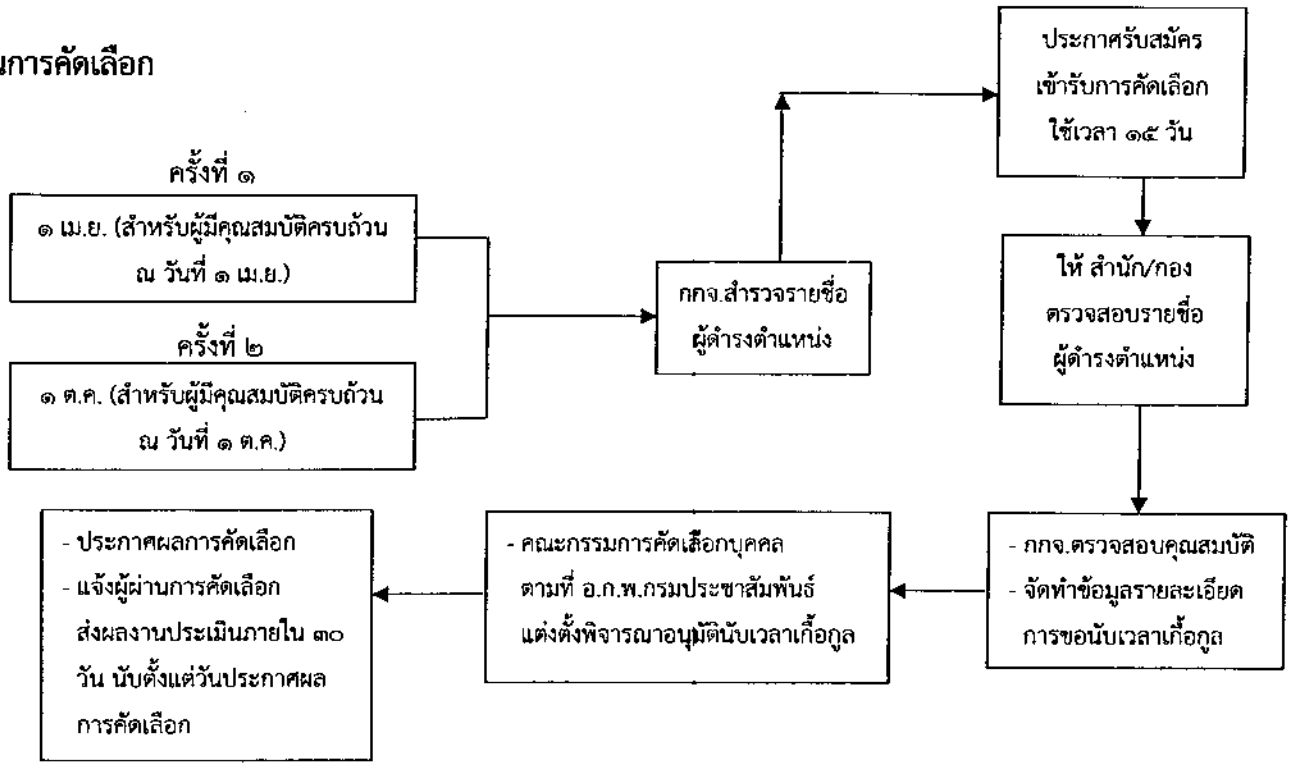 นการคัดเลือก
ครั้งที่ ๑
๑ เม.ย. (สำหรับผู้มีคุณสมบัติครบถ้วน
ณ วันที่ ๑ เม.ย.)
ครั้งที่ ๒
๑ ต.ค. (สำหรับผู้มีคุณสมบัติครบถ้วน
ณ วันที่ ๑ ต.ค.)
กกจ.สำรวจรายชื่อ
ผู้ดำรงตำแหน่ง
ประกาศรับสมัคร
เข้ารับการคัดเลือก
ใช้เวลา ๑๕ วัน
ให้ สำนัก/กอง
ตรวจสอบรายชื่อ
ผู้ดำรงตำแหน่ง
- กกจ.ตรวจสอบคุณสมบัติ
- จัดทำข้อมูลรายละเอียด
การขอนับเวลาเกื้อกูล
- คณะกรรมการคัดเลือกบุคคล
ตามที่ อ.ก.พ.กรมประชาสัมพันธ์
แต่งตั้งพิจารณาอนุมัตินับเวลาเกื้อกูล
- ประกาศผลการคัดเลือก
- แจ้งผู้ผ่านการคัดเลือก
ส่งผลงานประเมินภายใน ๓๐
วัน นับตั้งแต่วันประกาศผล
การคัดเลือก